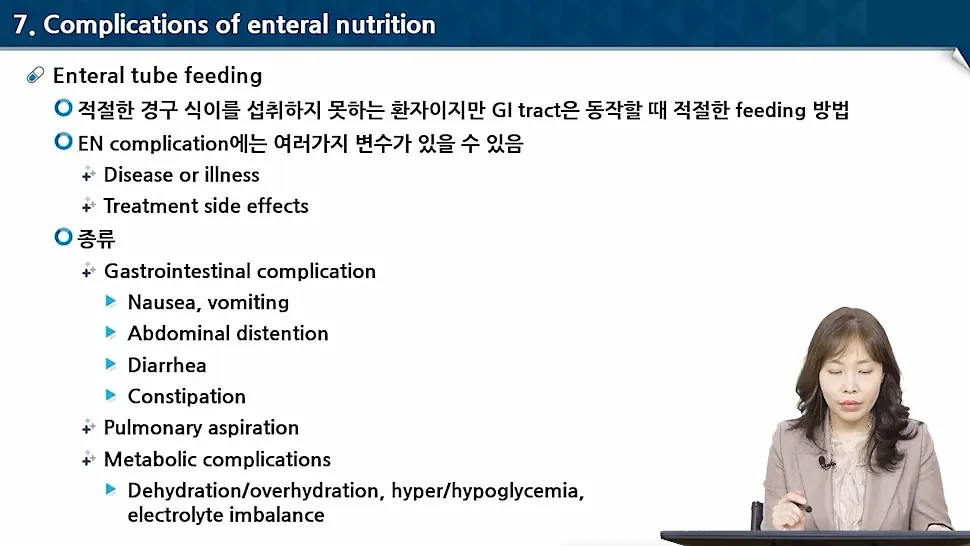 7. Complications of enteral nutrition
Enteral tube feeding
적절한 경구 식이를 섭취하지 못하는 환자이지만 GI tract은 동작할 때 적절한 feeding 방법
EN complication에는 여러가지 변수가 있을 수 있음
Disease or illness
Treatment side effects
종류
Gastrointestinal complication
Nausea, vomiting
Abdominal distention
Diarrhea
Constipation
Pulmonary aspiration
Metabolic complications
Dehydration/overhydration, hyper/hypoglycemia,
electrolyte imbalance